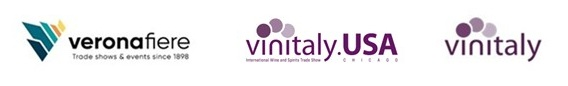 veronafiere
Trade shows & events since 1898
vinitaly.USA
International Wine and Spirits Trade Show CHICAGO
vinitaly